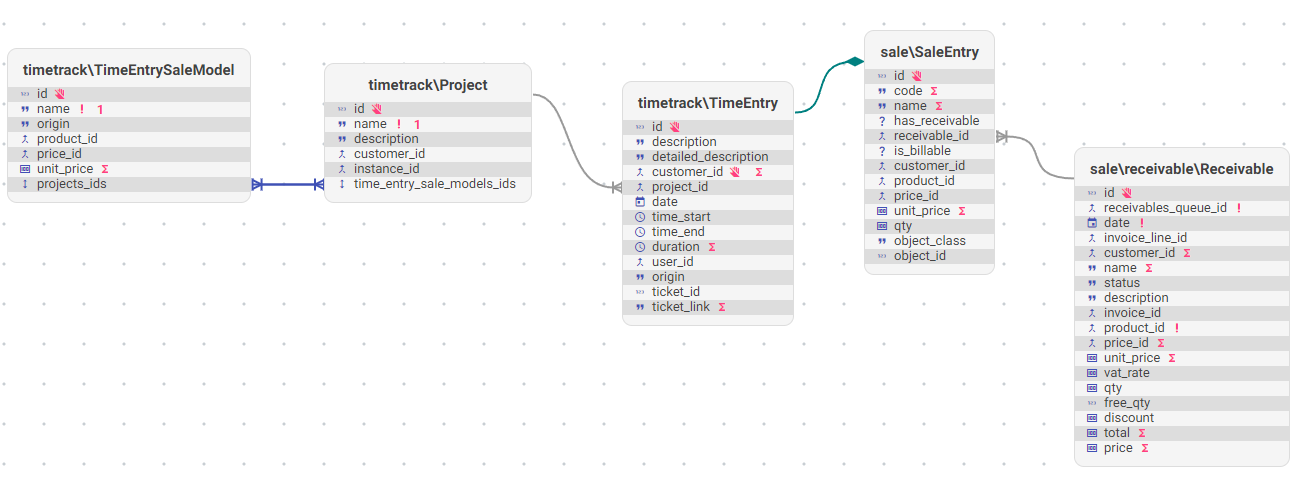 timetrack\TimeEntrySaleModel
id
name ! 1
origin
product_id
price_id
unit_price Σ
projects_ids
timetrack\Project
id
name ! 1
description
customer_id
instance_id
time_entry_sale_models_ids
timetrack\TimeEntry
id
description
detailed_description
customer_id Σ
project_id
date
time_start
time_end
duration Σ
user_id
origin
ticket_id
ticket_link Σ
sale\SaleEntry
id
code Σ
name Σ
? has_receivable
receivable_id
? is_billable
customer_id
product_id
price_id
unit_price Σ
qty
object_class
object_id
sale\receivable\Receivable
id
receivables_queue_id !
date !
invoice_line_id
customer_id Σ
name Σ
status
description
invoice_id
product_id !
price_id Σ
unit_price Σ
vat_rate
qty
free_qty
discount
total Σ
price Σ